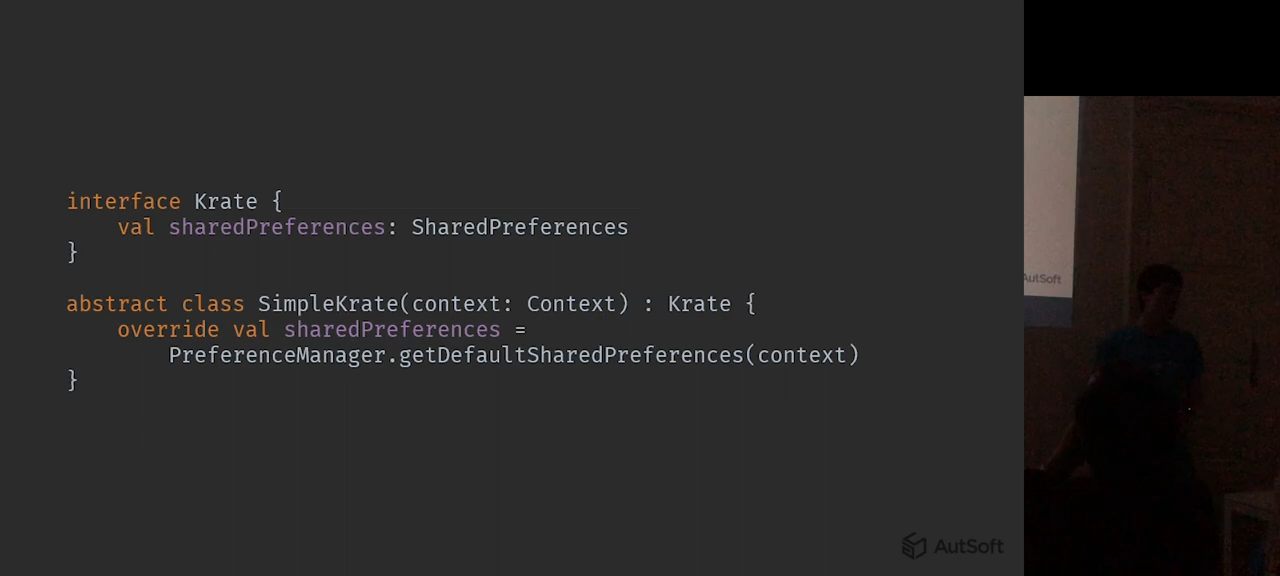 interface Krate {
    val sharedPreferences: SharedPreferences
}

abstract class SimpleKrate(context: Context) : Krate {
    override val sharedPreferences =
        PreferenceManager.getDefaultSharedPreferences(context)
}
AutSoft
AutSoft